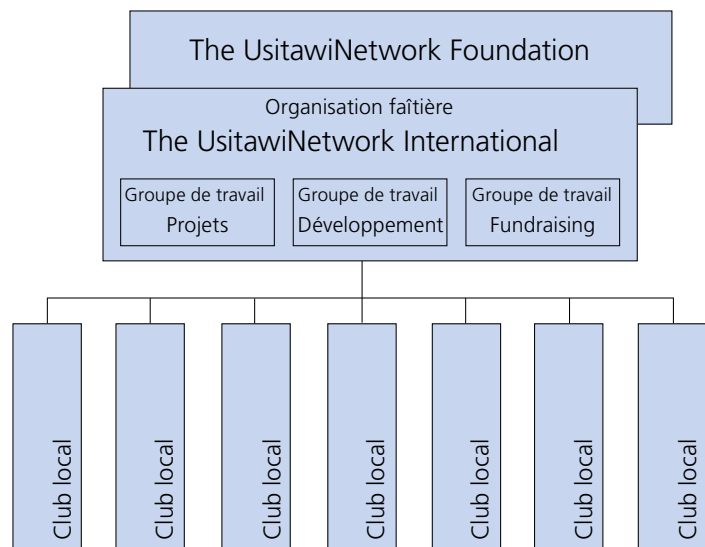 The UsitawiNetwork Foundation
Organisation faîtière
The UsitawiNetwork International
Groupe de travail
Projets
Groupe de travail
Développement
Groupe de travail
Fundraising
Club local
Club local
Club local
Club local
Club local
Club local
Club local